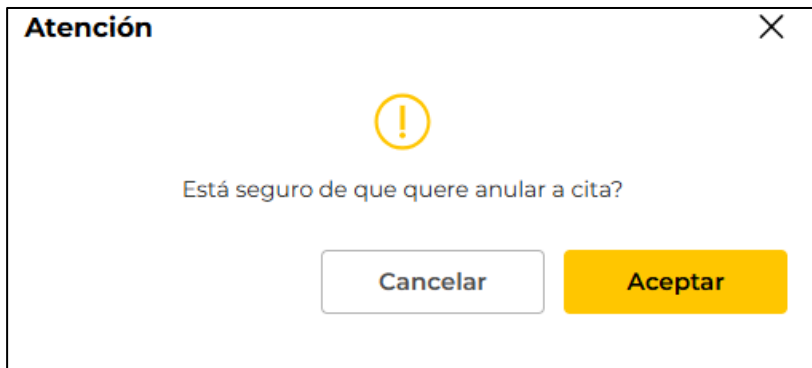 Atención
Está seguro de que quere anular a cita?
Cancelar
Aceptar